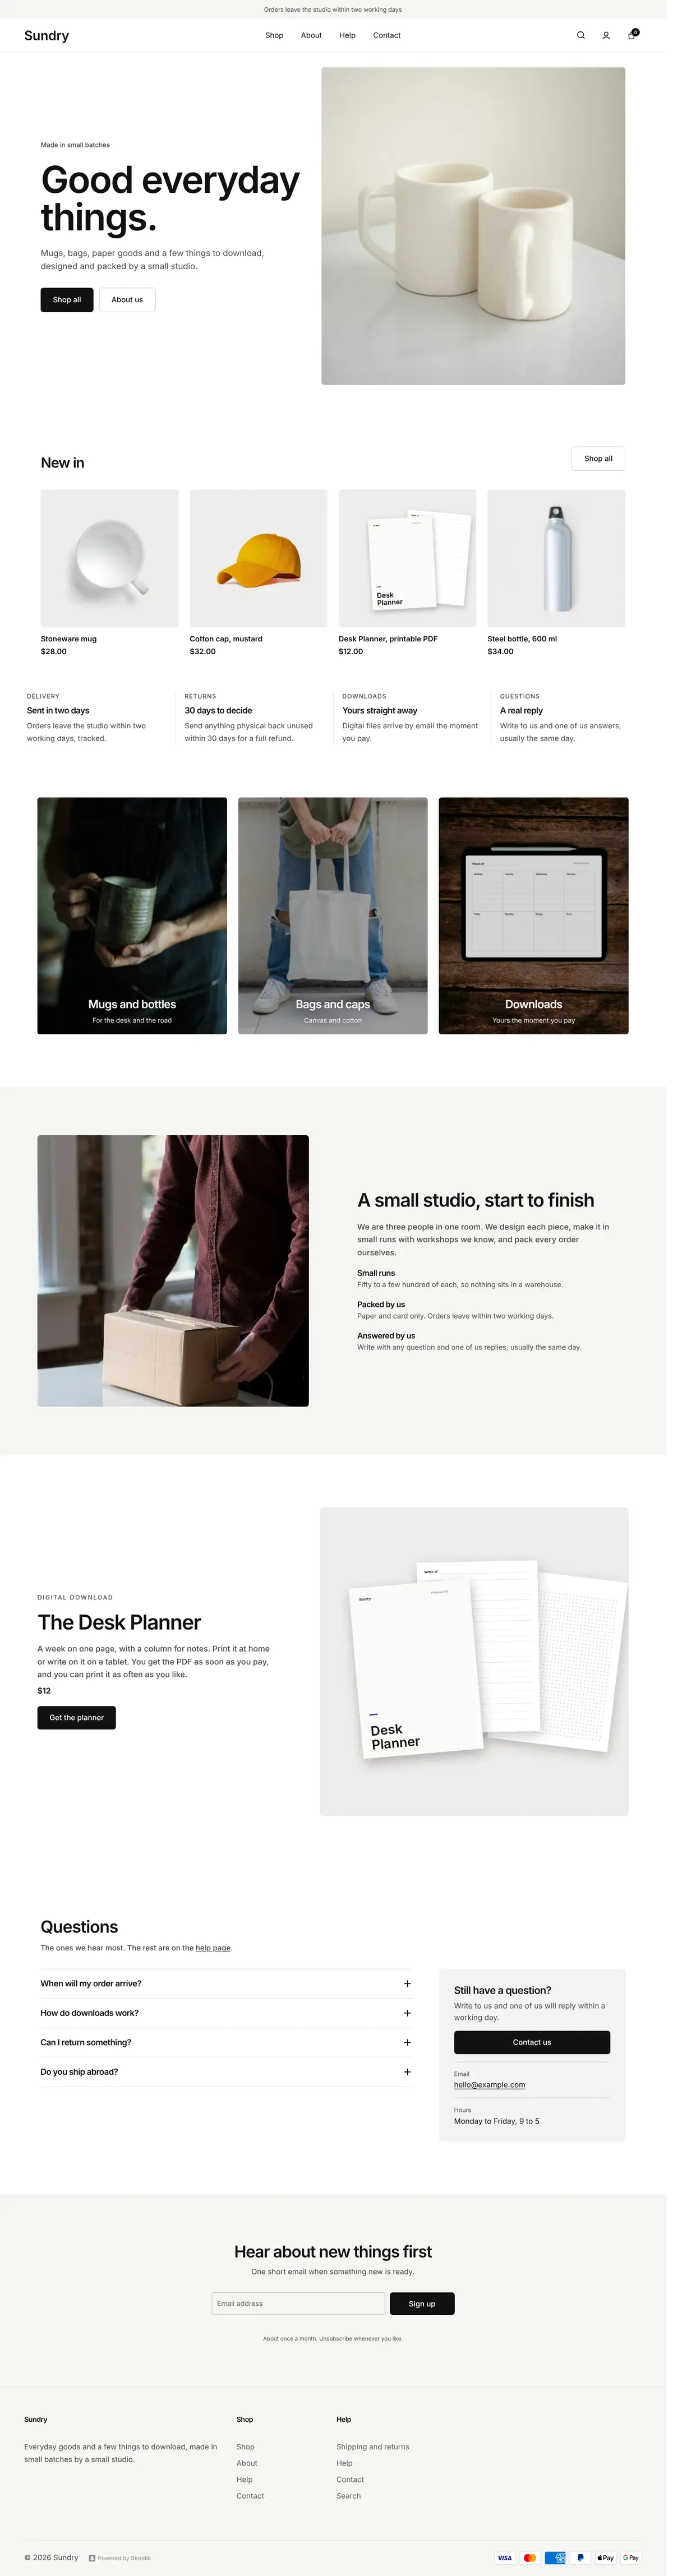 Orders leave the studio within two working days
Sundry
Shop About Help Contact
0
Made in small batches
Good everyday
things.
Mugs, bags, paper goods and a few things to download,
designed and packed by a small studio.
Shop all
About us
New in
Shop all
Desk
Planner
Stoneware mug
$28.00
Cotton cap, mustard
$32.00
Desk Planner, printable PDF
$12.00
Steel bottle, 600 ml
$34.00
DELIVERY
Sent in two days
Orders leave the studio within two
working days, tracked.
RETURNS
30 days to decide
Send anything physical back unused
within 30 days for a full refund.
DOWNLOADS
Yours straight away
Digital files arrive by email the moment
you pay.
QUESTIONS
A real reply
Write to us and one of us answers,
usually the same day.
Mugs and bottles
For the desk and the road
Bags and caps
Canvas and cotton
Week of
Downloads
Yours the moment you pay
A small studio, start to finish
We are three people in one room. We design each piece, make it in
small runs with workshops we know, and pack every order
ourselves.
Small runs
Fifty to a few hundred of each, so nothing sits in a warehouse.
Packed by us
Paper and card only. Orders leave within two working days.
Answered by us
Write with any question and one of us replies, usually the same day.
DIGITAL DOWNLOAD
The Desk Planner
A week on one page, with a column for notes. Print it at home
or write on it on a tablet. You get the PDF as soon as you pay,
and you can print it as often as you like.
$12
Get the planner
Week of
Sundry
Desk
Planner
Questions
The ones we hear most. The rest are on the help page.
When will my order arrive?
How do downloads work?
Can I return something?
Do you ship abroad?
Still have a question?
Write to us and one of us will reply within a
working day.
Contact us
Email
hello@example.com
Hours
Monday to Friday, 9 to 5
Hear about new things first
One short email when something new is ready.
Email address
Sign up
About once a month. Unsubscribe whenever you like.
Sundry
Everyday goods and a few things to download, made in
small batches by a small studio.
Shop
Shop
About
Help
Contact
Help
Shipping and returns
Help
Contact
Search
© 2026 Sundry
Powered by Storelib
VISA
Pay
G Pay